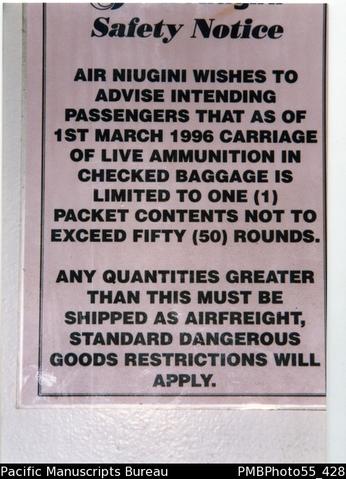 Safety Notice
AIR NIUGINI WISHES TO
ADVISE INTENDING
PASSENGERS THAT AS OF
1ST MARCH 1996 CARRIAGE
OF LIVE AMMUNITION IN
CHECKED BAGGAGE IS
LIMITED TO ONE (1)
PACKET CONTENTS NOT TO
EXCEED FIFTY (50) ROUNDS.
ANY QUANTITIES GREATER
THAN THIS MUST BE
SHIPPED AS AIRFREIGHT,
STANDARD DANGEROUS
GOODS RESTRICTIONS WILL
APPLY.
Pacific Manuscripts Bureau PMBPhoto55_428